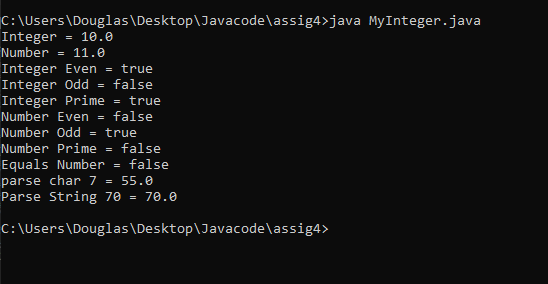 C:\Users\Douglas\Desktop\Javacode\assig4>java MyInteger.java
Integer = 10.0
Number = 11.0
Integer Even = true
Integer Odd = false
Integer Prime = true
Number Even = false
Number Odd = true
Number Prime = false
Equals Number = false
parse char 7 = 55.0
Parse String 70 = 70.0
C:\Users\Douglas\Desktop\Javacode\assig4>